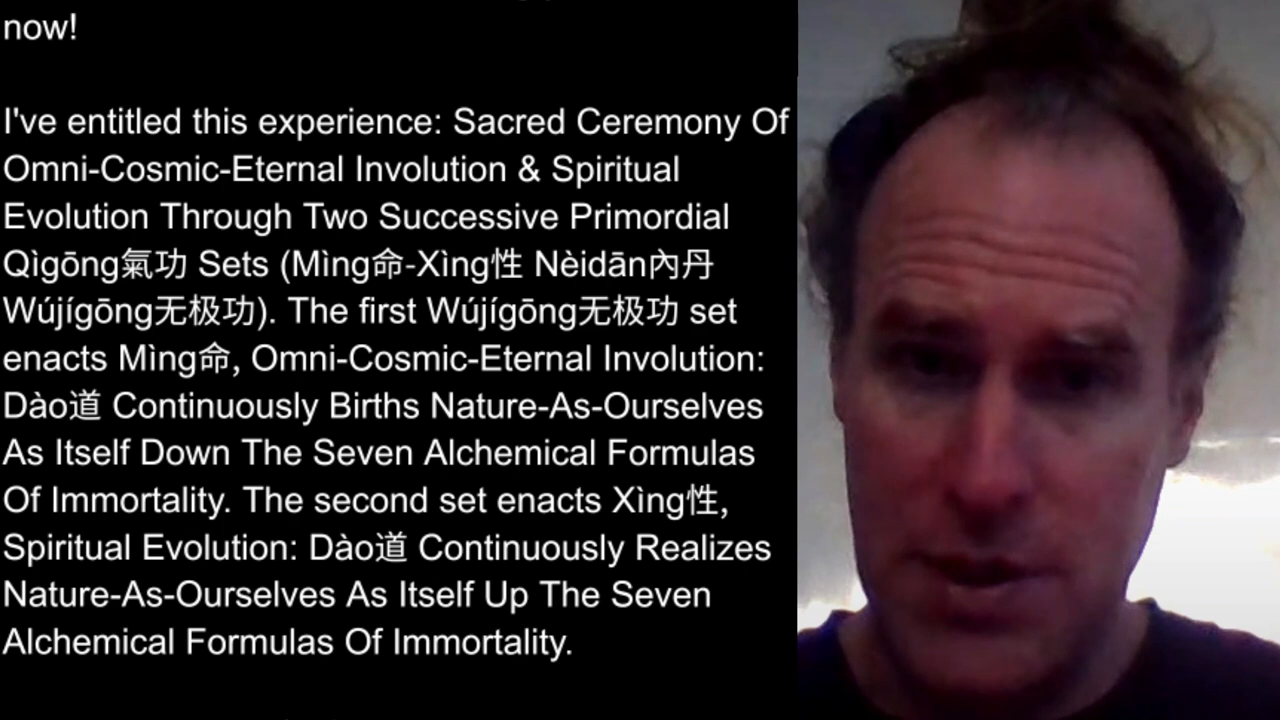 now!
I've entitled this experience: Sacred Ceremony Of
Omni-Cosmic-Eternal Involution & Spiritual
Evolution Through Two Successive Primordial
Qìgōng氣功 Sets (Mìng命-Xìng性 Nèidān內丹
Wújígōng无极功). The first Wújígōng无极功 set
enacts Mìng命, Omni-Cosmic-Eternal Involution:
Dào道 Continuously Births Nature-As-Ourselves
As Itself Down The Seven Alchemical Formulas
Of Immortality. The second set enacts Xìng性,
Spiritual Evolution: Dào道 Continuously Realizes
Nature-As-Ourselves As Itself Up The Seven
Alchemical Formulas Of Immortality.